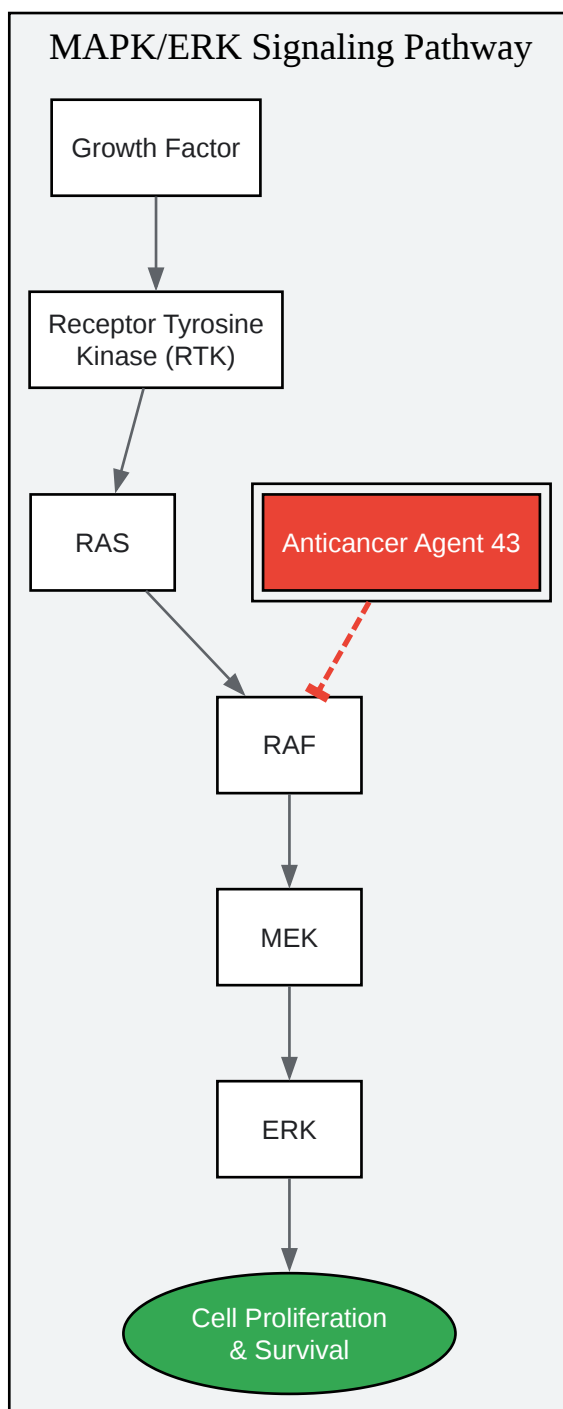 MAPK/ERK Signaling Pathway
Growth Factor
Receptor Tyrosine
Kinase (RTK)
RAS
Anticancer Agent 43
RAF
MEK
ERK
Cell Proliferation
& Survival